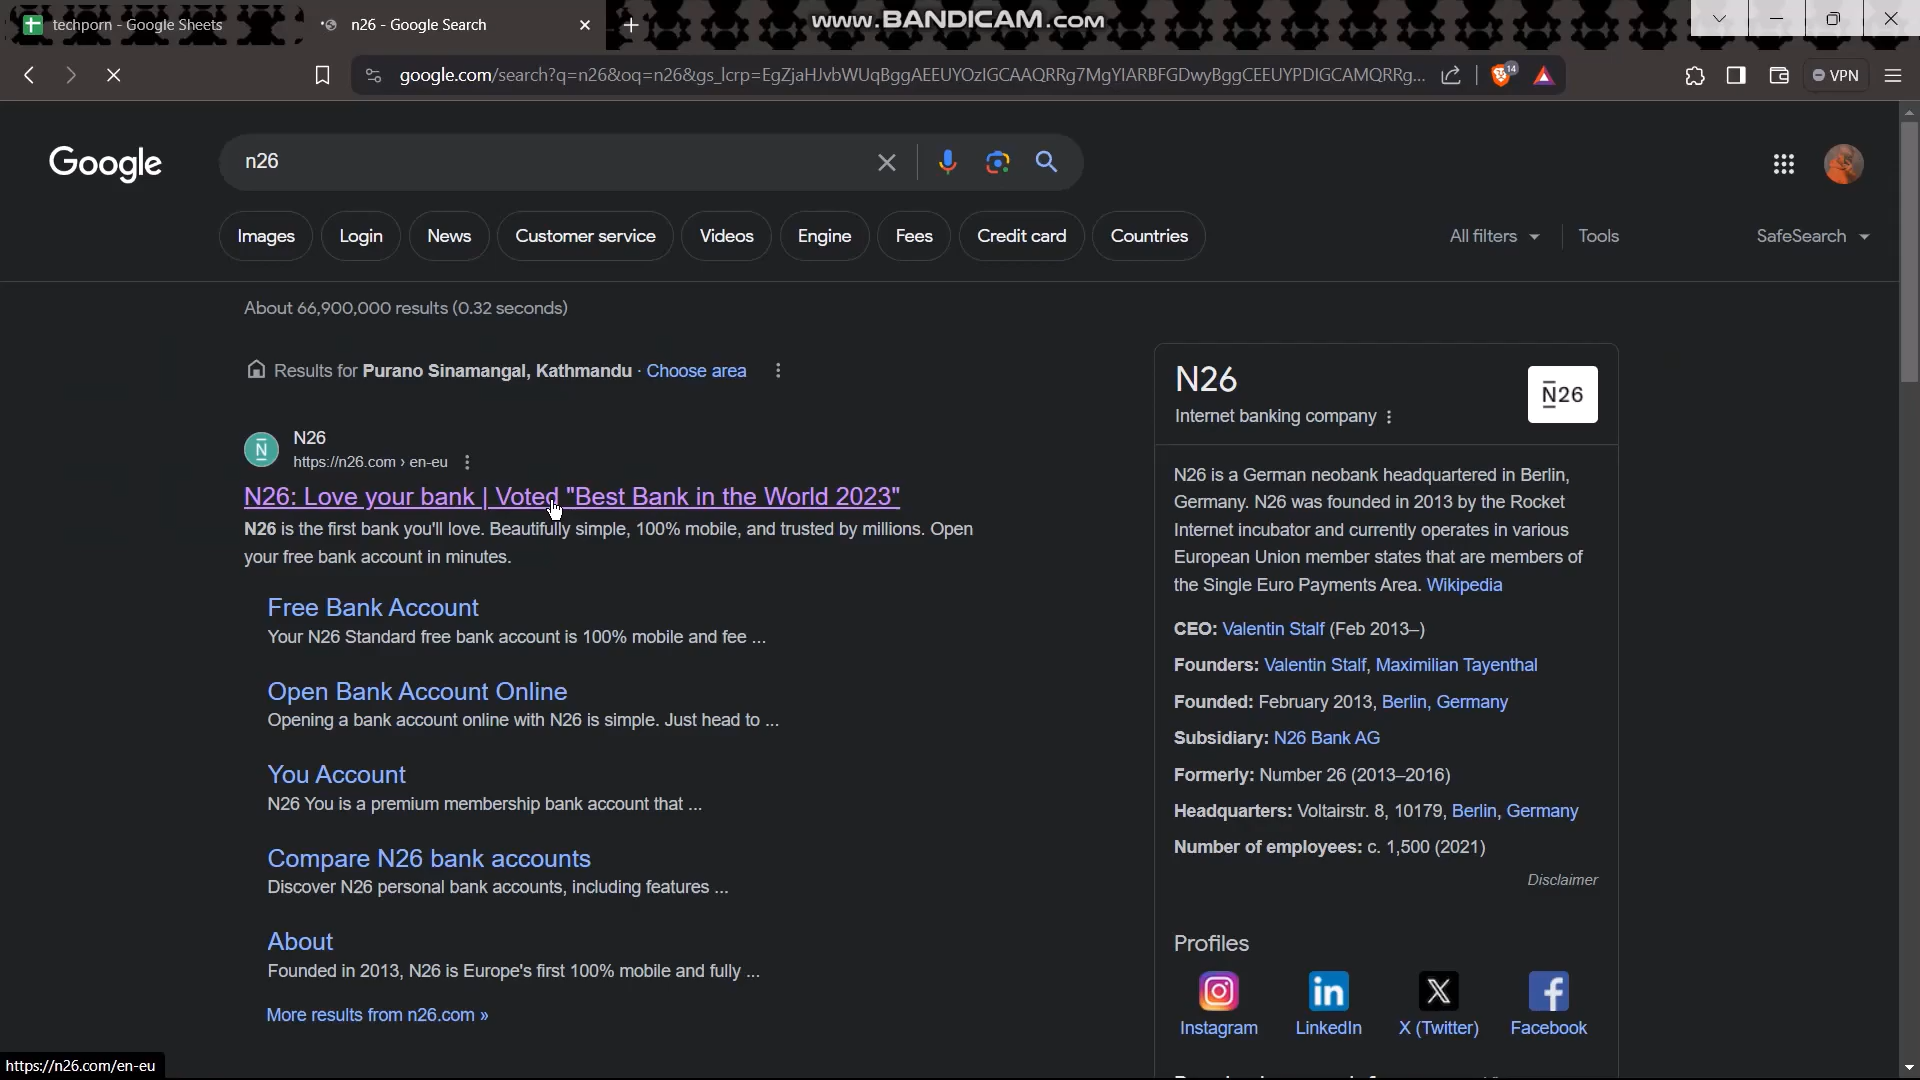 techporn - Google Sheets
n26 - Google Search
www.BANDICAM.com
google.com/search?q=n26&oq=n26&gs_lcrp=EgZjaHJvbWUqBggAEEUYOzIGCAAQRRg7MgYIARBFGDwyBggCEEUYPDIGCAMQRRg...
14
VPN
Google
n26
Images
Login
News
Customer service
Videos
Engine
Fees
Credit card
Countries
All filters
Tools
SafeSearch
About 66,900,000 results (0.32 seconds)
Results for Purano Sinamangal, Kathmandu · Choose area
N26
https://n26.com › en-eu
N26: Love your bank | Voted "Best Bank in the World 2023"
N26 is the first bank you'll love. Beautifully simple, 100% mobile, and trusted by millions. Open
your free bank account in minutes.
Free Bank Account
Your N26 Standard free bank account is 100% mobile and fee ...
Open Bank Account Online
Opening a bank account online with N26 is simple. Just head to ...
You Account
N26 You is a premium membership bank account that ...
Compare N26 bank accounts
Discover N26 personal bank accounts, including features ...
About
Founded in 2013, N26 is Europe's first 100% mobile and fully ...
More results from n26.com »
N26
Internet banking company
N26
N26 is a German neobank headquartered in Berlin,
Germany. N26 was founded in 2013 by the Rocket
Internet incubator and currently operates in various
European Union member states that are members of
the Single Euro Payments Area. Wikipedia
CEO: Valentin Stalf (Feb 2013–)
Founders: Valentin Stalf, Maximilian Tayenthal
Founded: February 2013, Berlin, Germany
Subsidiary: N26 Bank AG
Formerly: Number 26 (2013–2016)
Headquarters: Voltairstr. 8, 10179, Berlin, Germany
Number of employees: c. 1,500 (2021)
Disclaimer
Profiles
Instagram
LinkedIn
X (Twitter)
Facebook
https://n26.com/en-eu